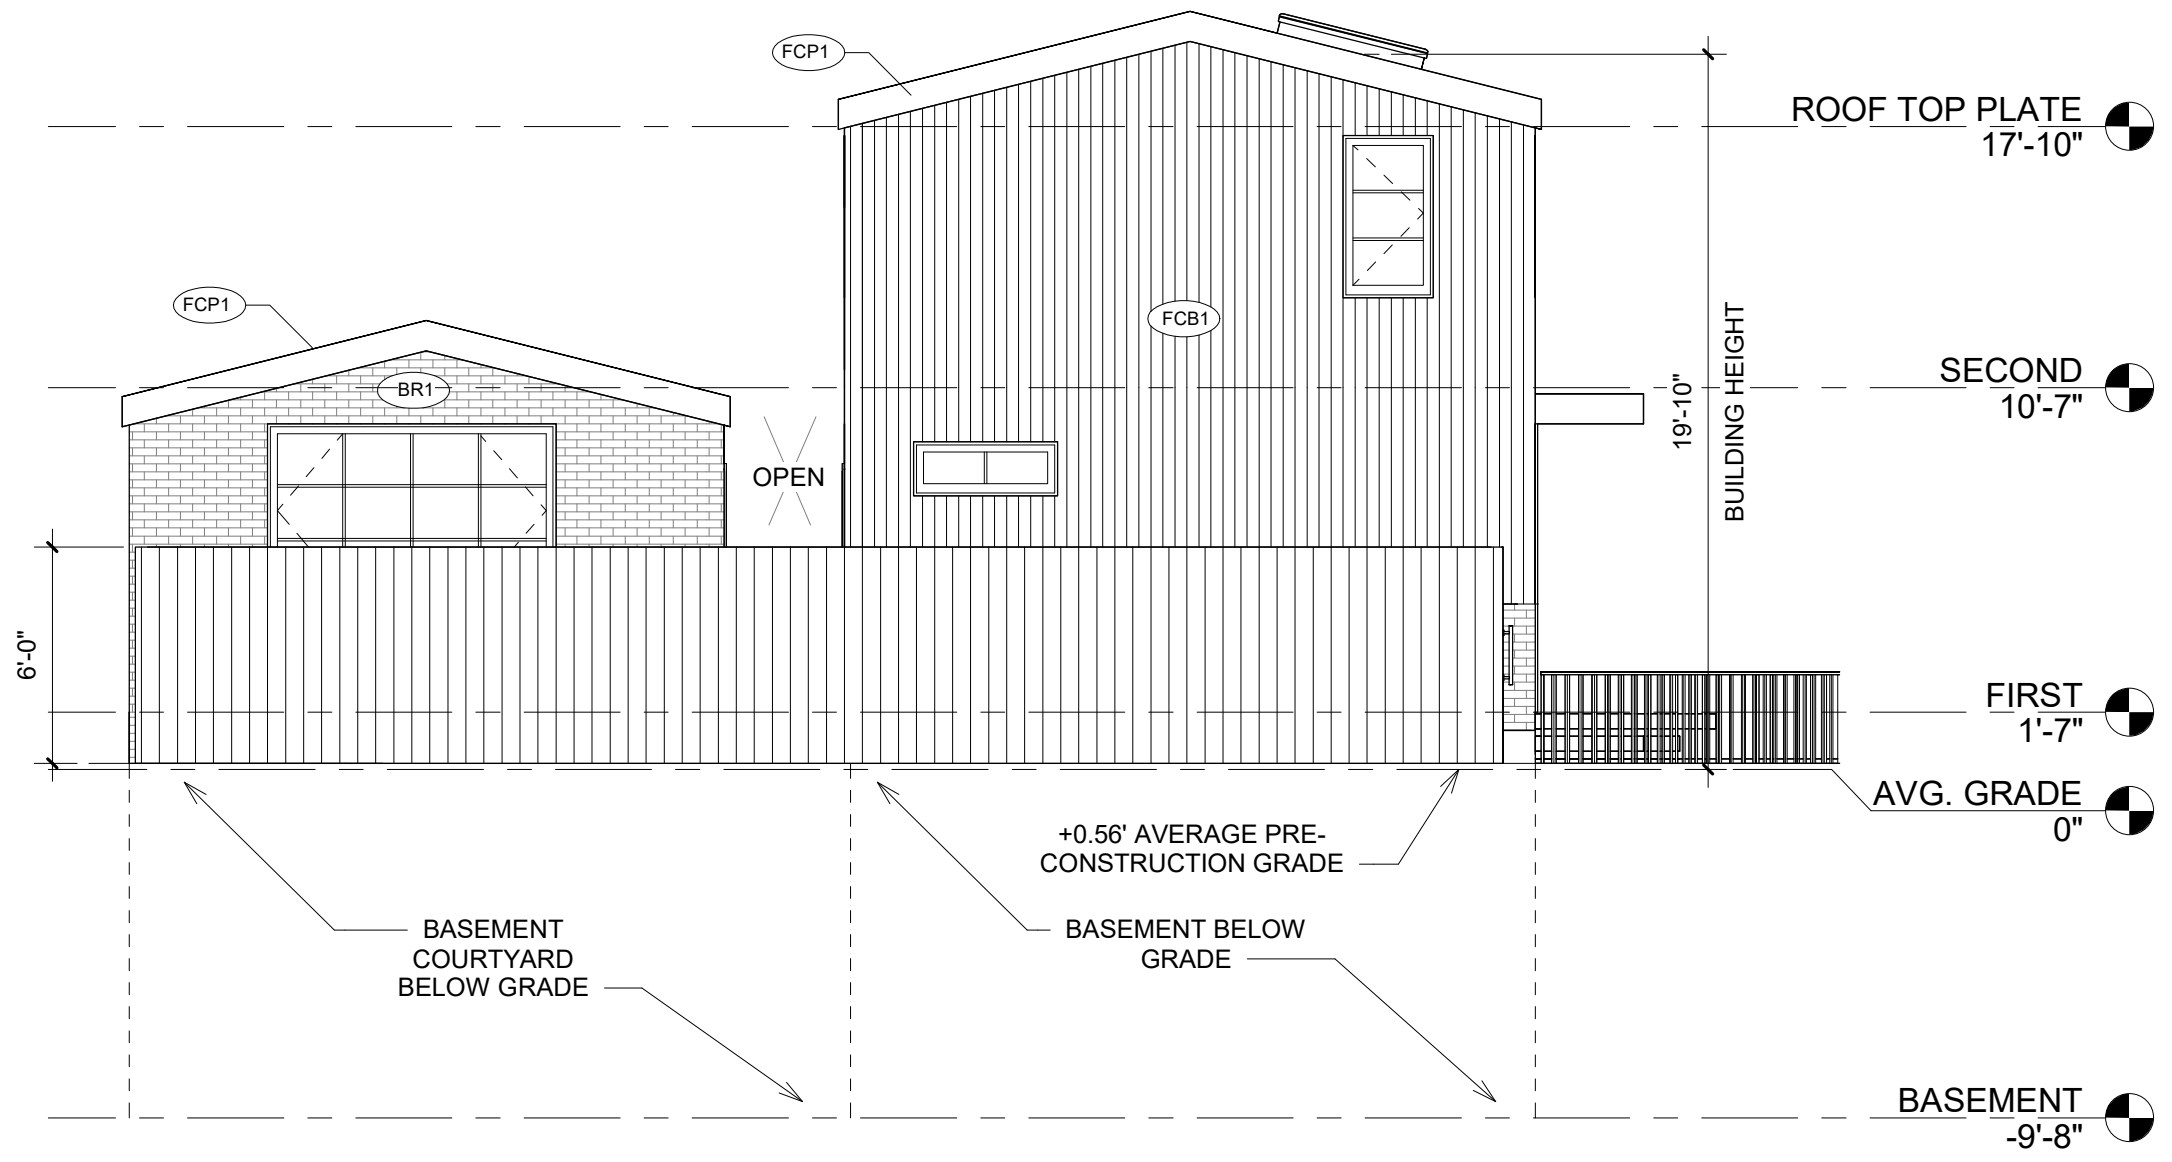 FCP1
ROOF TOP PLATE
17'-10"
FCP1
FCB1
BR1
SECOND
10'-7"
19'-10"
BUILDING HEIGHT
OPEN
6'-0"
FIRST
1'-7"
AVG. GRADE
0"
+0.56' AVERAGE PRE-
CONSTRUCTION GRADE
BASEMENT
COURTYARD
BELOW GRADE
BASEMENT BELOW
GRADE
BASEMENT
-9'-8"